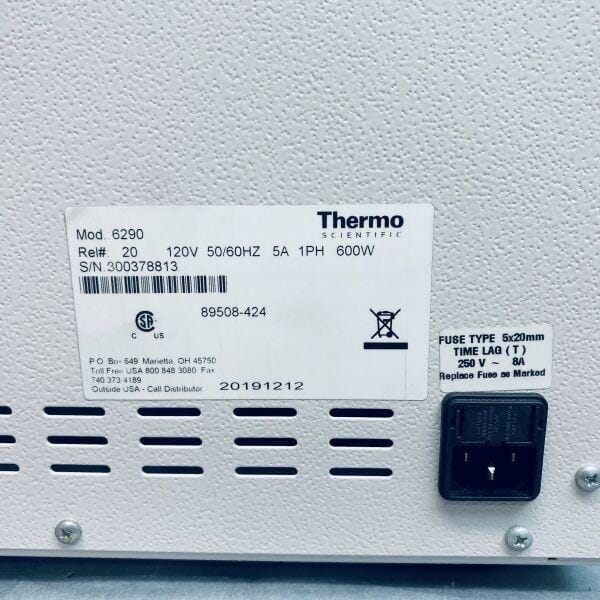 Thermo
SCIENTIFIC
Mod.: 6290
Rel#: 20 120V 50/60HZ 5A 1PH 600W
S/N.300378813
89508-424
CSA
C US
P.O. Box 649 Marietta, OH 45750
Toll Free USA 800 848 3080 Fax
740 373 4189
Outside USA - Call Distributor
20191212
FUSE TYPE 5x20mm
TIME LAG ( T )
250 V ~ 8A
Replace Fuse as Marked